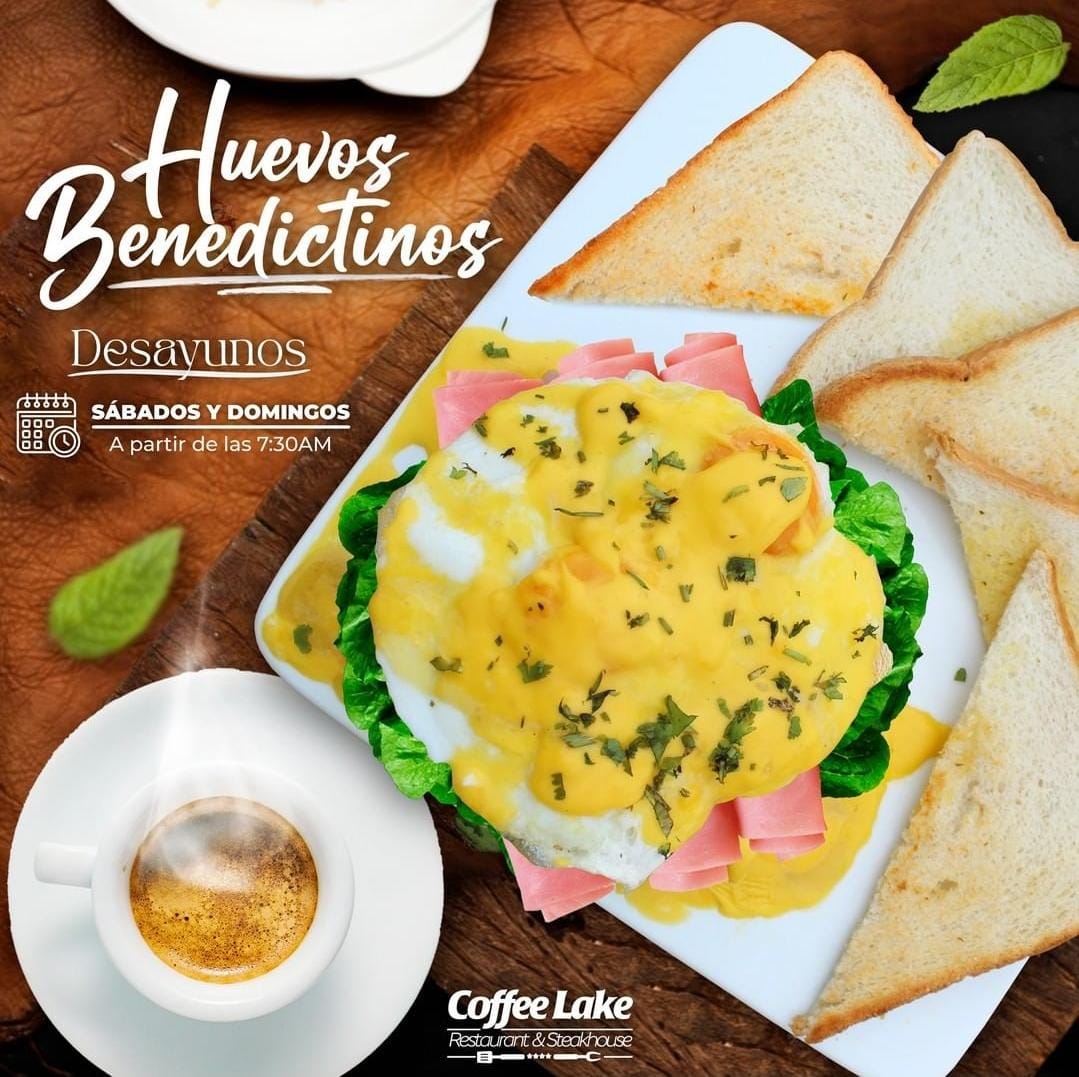 Huevos
Benedictinos
Desayunos
SÁBADOS Y DOMINGOS
A partir de las 7:30AM
Coffee Lake
Restaurant & Steakhouse